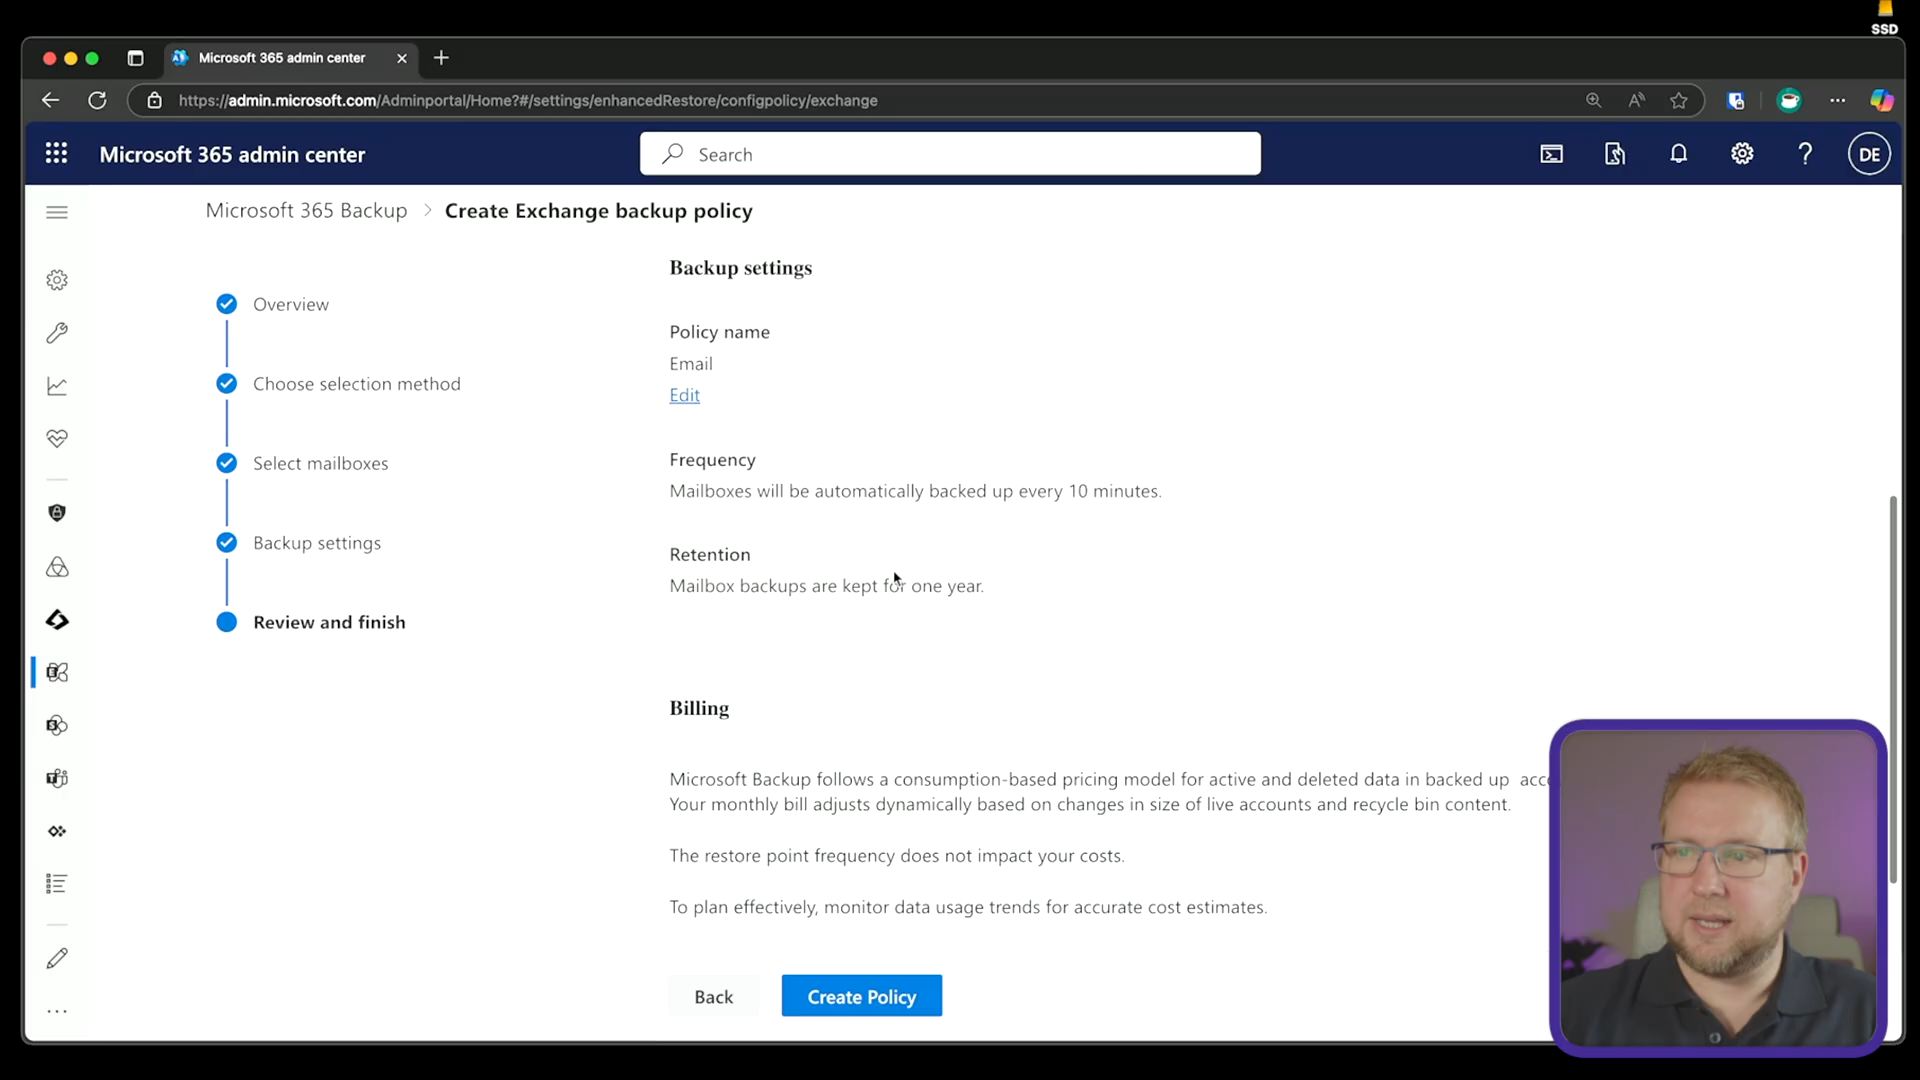 SSD
Microsoft 365 admin center
https://admin.microsoft.com/Adminportal/Home?#/settings/enhancedRestore/configpolicy/exchange
Microsoft 365 admin center
Search
DE
Microsoft 365 Backup > Create Exchange backup policy
Overview
Choose selection method
Select mailboxes
Backup settings
Review and finish
Backup settings
Policy name
Email
Edit
Frequency
Mailboxes will be automatically backed up every 10 minutes.
Retention
Mailbox backups are kept for one year.
Billing
Microsoft Backup follows a consumption-based pricing model for active and deleted data in backed up
Your monthly bill adjusts dynamically based on changes in size of live accounts and recycle bin content.
The restore point frequency does not impact your costs.
To plan effectively, monitor data usage trends for accurate cost estimates.
Back
Create Policy